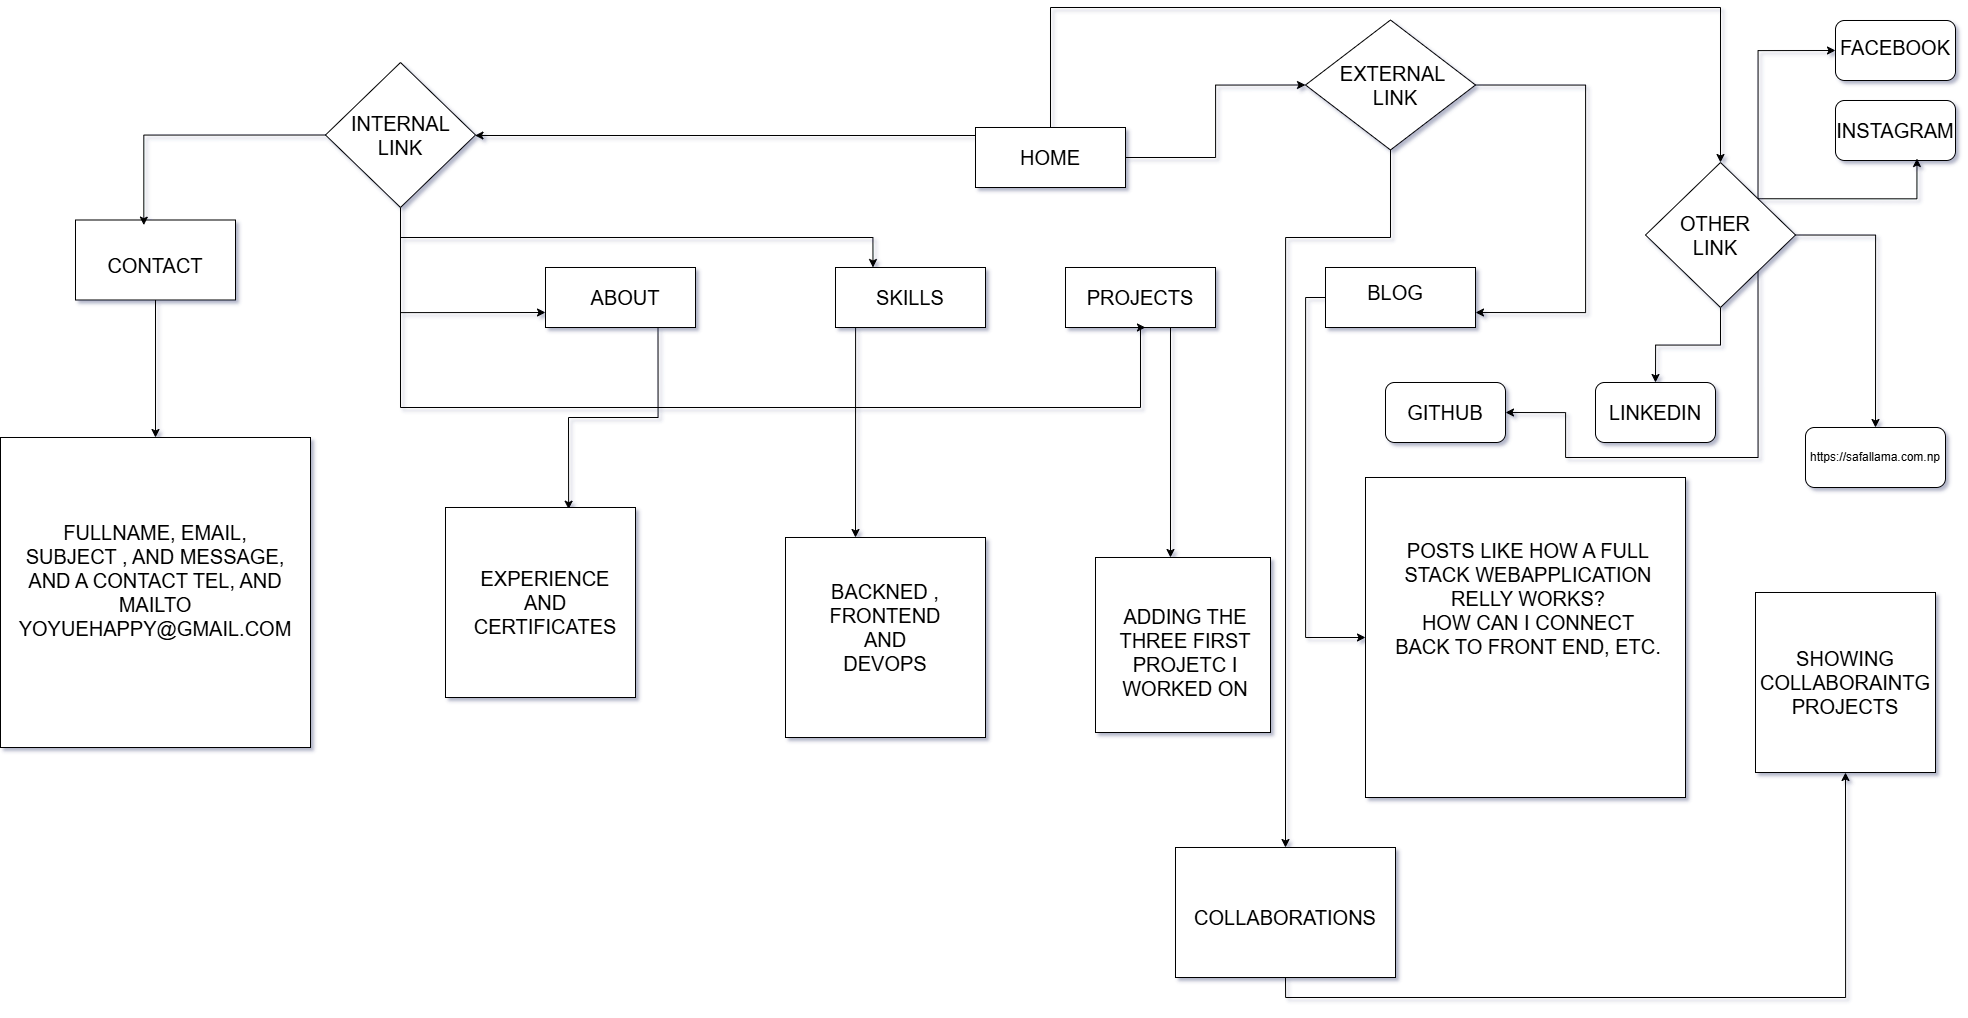 FACEBOOK
EXTERNAL
LINK
INTERNAL
LINK
INSTAGRAM
HOME
OTHER
LINK
CONTACT
ABOUT
SKILLS
PROJECTS
BLOG
GITHUB
LINKEDIN
https://safallama.com.np
FULLNAME, EMAIL,
SUBJECT , AND MESSAGE,
AND A CONTACT TEL, AND
MAILTO
YOYUEHAPPY@GMAIL.COM
EXPERIENCE
AND
CERTIFICATES
BACKNED ,
FRONTEND
AND
DEVOPS
ADDING THE
THREE FIRST
PROJETC I
WORKED ON
POSTS LIKE HOW A FULL
STACK WEBAPPLICATION
RELLY WORKS?
HOW CAN I CONNECT
BACK TO FRONT END, ETC.
SHOWING
COLLABORAINTG
PROJECTS
COLLABORATIONS